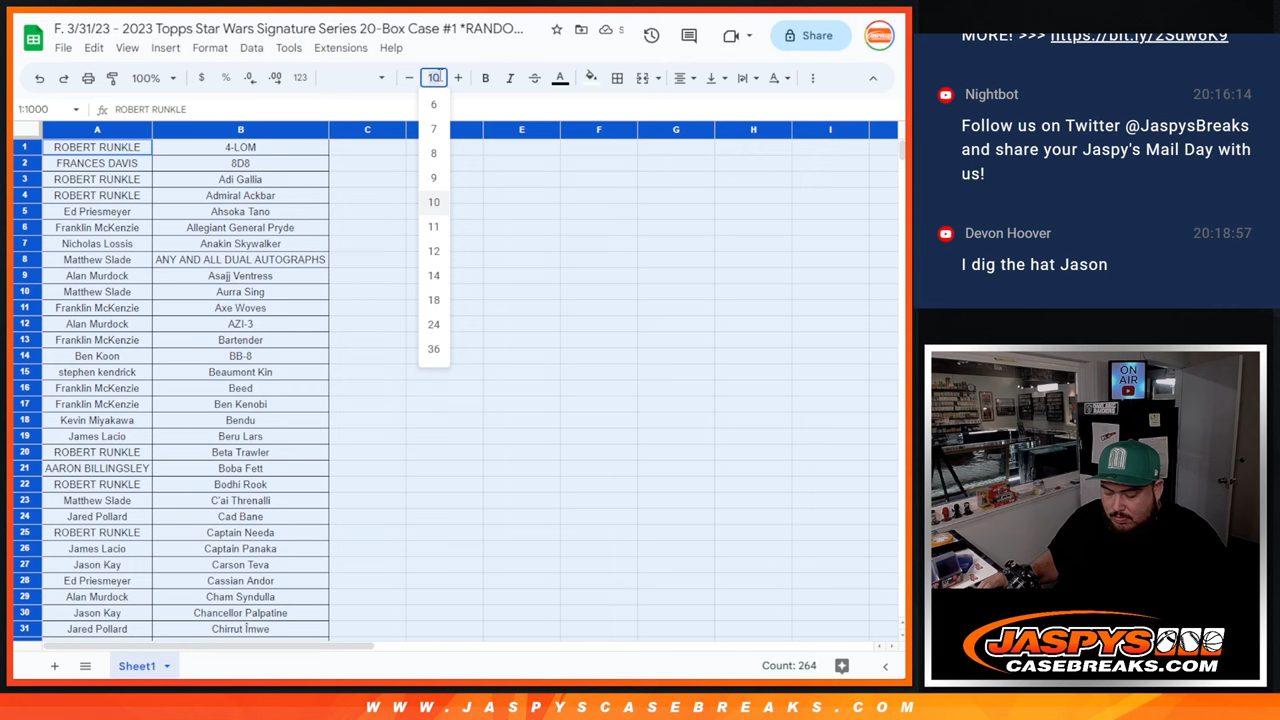 F. 3/31/23 - 2023 Topps Star Wars Signature Series 20-Box Case #1 *RANDO...
File Edit View Insert Format Data Tools Extensions Help
Share
100% $ % .0 .00 123 10 B I A
1:1000 fx ROBERT RUNKLE
A B C E F G H I
1 ROBERT RUNKLE 4-LOM
2 FRANCES DAVIS 8D8
3 ROBERT RUNKLE Adi Gallia
4 ROBERT RUNKLE Admiral Ackbar
5 Ed Priesmeyer Ahsoka Tano
6 Franklin McKenzie Allegiant General Pryde
7 Nicholas Lossis Anakin Skywalker
8 Matthew Slade ANY AND ALL DUAL AUTOGRAPHS
9 Alan Murdock Asajj Ventress
10 Matthew Slade Aurra Sing
11 Franklin McKenzie Axe Woves
12 Alan Murdock AZI-3
13 Franklin McKenzie Bartender
14 Ben Koon BB-8
15 stephen kendrick Beaumont Kin
16 Franklin McKenzie Beed
17 Franklin McKenzie Ben Kenobi
18 Kevin Miyakawa Bendu
19 James Lacio Beru Lars
20 ROBERT RUNKLE Beta Trawler
21 AARON BILLINGSLEY Boba Fett
22 ROBERT RUNKLE Bodhi Rook
23 Matthew Slade C'ai Threnalli
24 Jared Pollard Cad Bane
25 ROBERT RUNKLE Captain Needa
26 James Lacio Captain Panaka
27 Jason Kay Carson Teva
28 Ed Priesmeyer Cassian Andor
29 Alan Murdock Cham Syndulla
30 Jason Kay Chancellor Palpatine
31 Jared Pollard Chirrut Îmwe
6
7
8
9
10
11
12
14
18
24
36
Sheet1
Count: 264
MORE! >>> https://bit.ly/2Sdw6K9
Nightbot 20:16:14
Follow us on Twitter @JaspysBreaks
and share your Jaspy's Mail Day with
us!
Devon Hoover 20:18:57
I dig the hat Jason
ON
AIR
JASPYS
CASEBREAKS.COM
WWW.JASPYSCASEBREAKS.COM